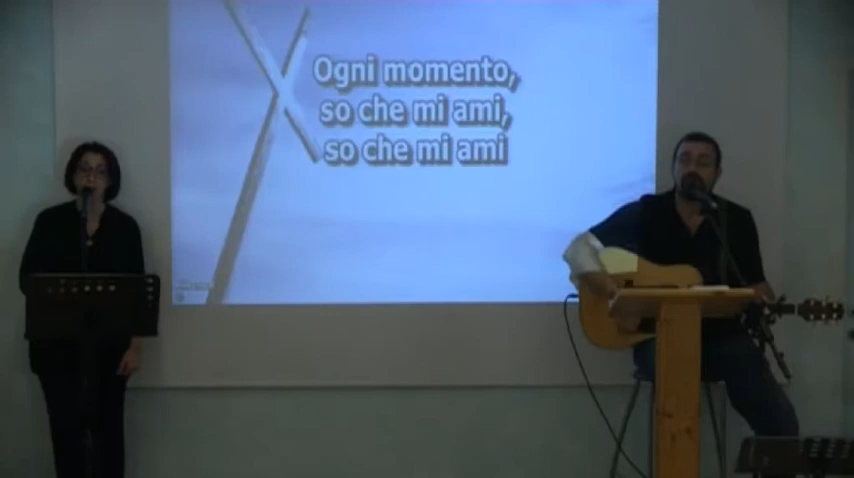 Ogni momento,
so che mi ami,
so che mi ami